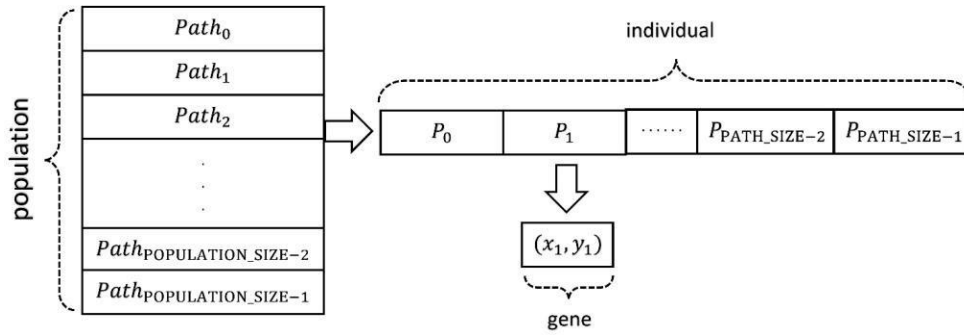 population
Path₀
Path₁
Path₂
.
.
.
Path_POPULATION_SIZE−2
Path_POPULATION_SIZE−1
individual
P₀ P₁ ⋯⋯ P_PATH_SIZE−2 P_PATH_SIZE−1
(x₁, y₁)
gene